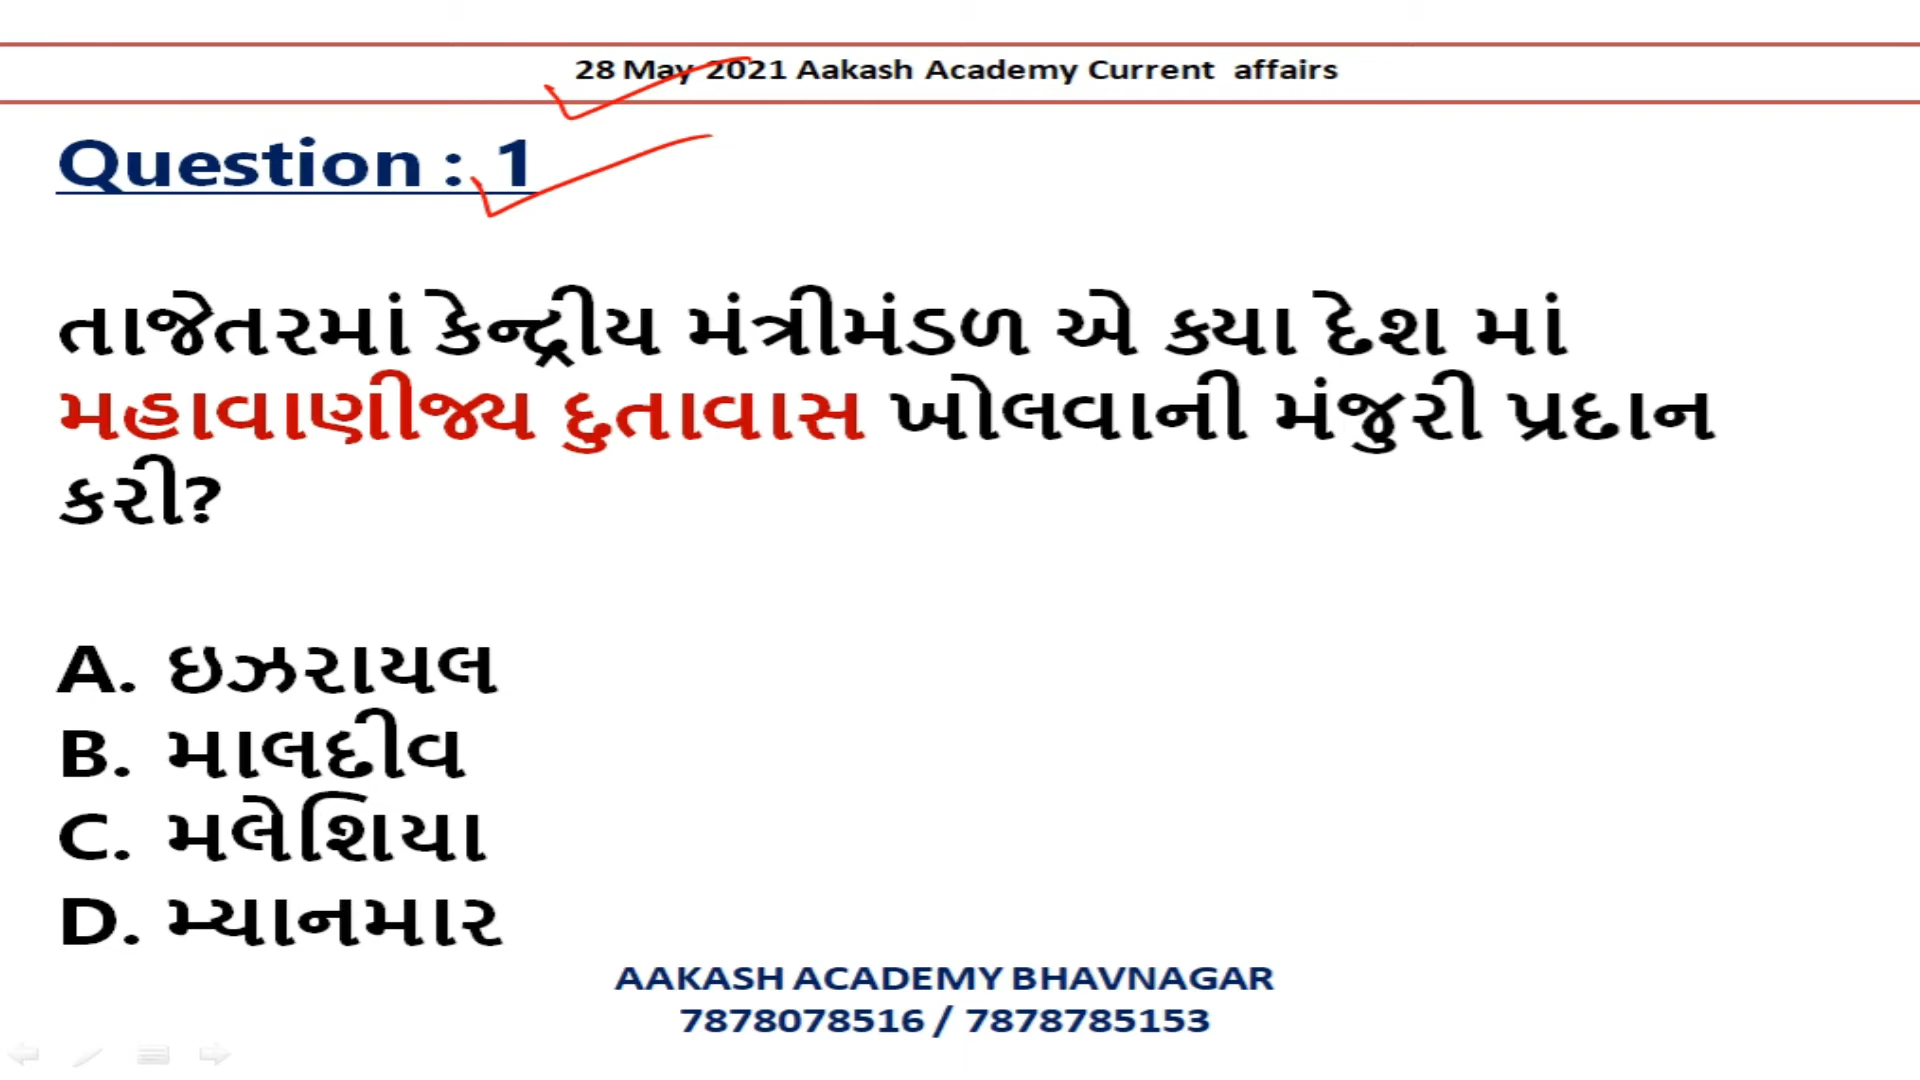 28 May 2021 Aakash Academy Current affairs
Question : 1
તાજેતરમાં કેન્દ્રીય મંત્રીમંડળ એ ક્યા દેશ માં
મહાવાણીજ્ય દુતાવાસ ખોલવાની મંજુરી પ્રદાન
કરી?
A. ઇઝરાયલ
B. માલદીવ
C. મલેશિયા
D. મ્યાનમાર
AAKASH ACADEMY BHAVNAGAR
7878078516 / 7878785153